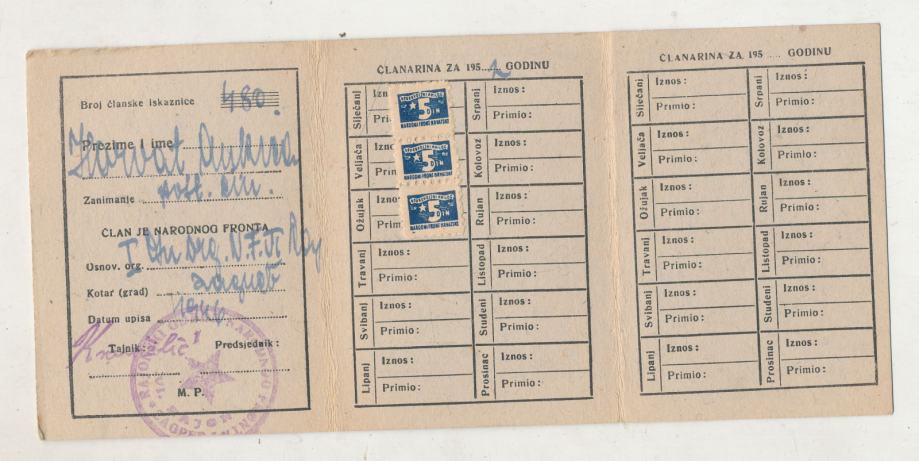 Broj članske iskaznice 480
Prezime i ime Horvat
Zanimanje
ČLAN JE NARODNOG FRONTA
Osnov. org. I
Kotar (grad) Zagreb
Datum upisa 1946
Tajnik: Predsjednik:
M. P.
RAJON
ČLANARINA ZA 195 2 GODINU
Siječanj Iznos: Primio:
Veljača Iznos: Primio:
Ožujak Iznos: Primio:
Travanj Iznos: Primio:
Svibanj Iznos: Primio:
Lipanj Iznos: Primio:
Srpanj Iznos: Primio:
Kolovoz Iznos: Primio:
Rujan Iznos: Primio:
Listopad Iznos: Primio:
Studeni Iznos: Primio:
Prosinac Iznos: Primio:
5 DIN
NARODNI FRONT HRVATSKE
5 DIN
NARODNI FRONT HRVATSKE
5 DIN
NARODNI FRONT HRVATSKE
ČLANARINA ZA 195 GODINU
Siječanj Iznos: Primio:
Veljača Iznos: Primio:
Ožujak Iznos: Primio:
Travanj Iznos: Primio:
Svibanj Iznos: Primio:
Lipanj Iznos: Primio:
Srpanj Iznos: Primio:
Kolovoz Iznos: Primio:
Rujan Iznos: Primio:
Listopad Iznos: Primio:
Studeni Iznos: Primio:
Prosinac Iznos: Primio: